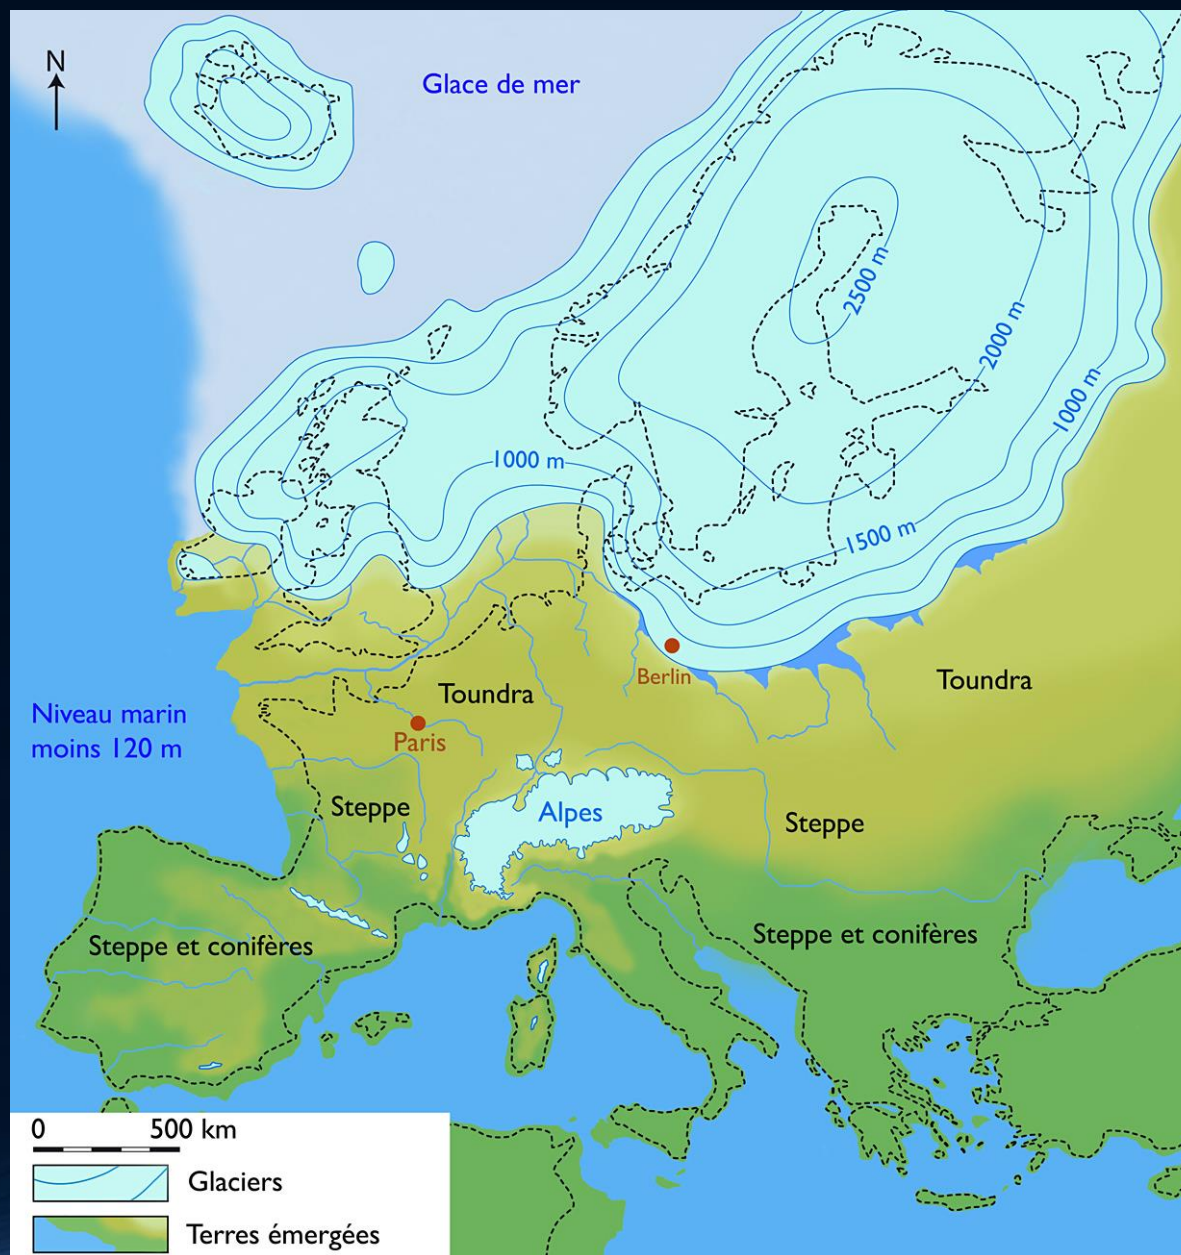 N
Glace de mer
2500 m
2000 m
1000 m
1000 m
1500 m
Berlin
Toundra
Toundra
Niveau marin
moins 120 m
Paris
Steppe
Alpes
Steppe
Steppe et conifères
Steppe et conifères
0 500 km
Glaciers
Terres émergées